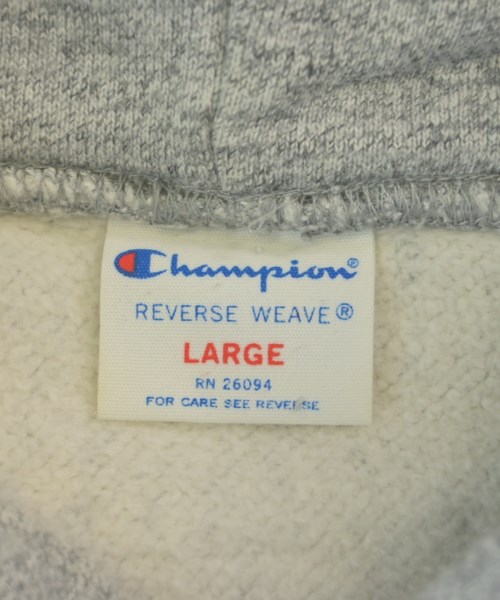 Champion®
REVERSE WEAVE®
LARGE
RN 26094
FOR CARE SEE REVERSE